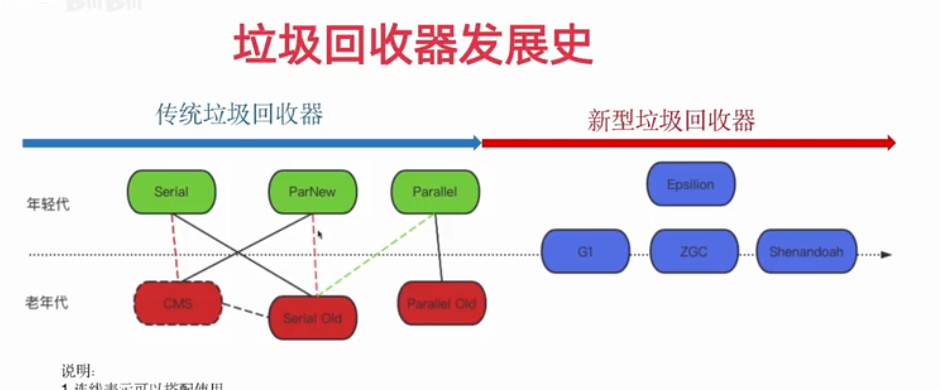 垃圾回收器发展史
传统垃圾回收器
新型垃圾回收器
年轻代
Serial
ParNew
Parallel
Epsilion
G1
ZGC
Shenandoah
老年代
CMS
Serial Old
Parallel Old
说明:
1.连线表示可以搭配使用